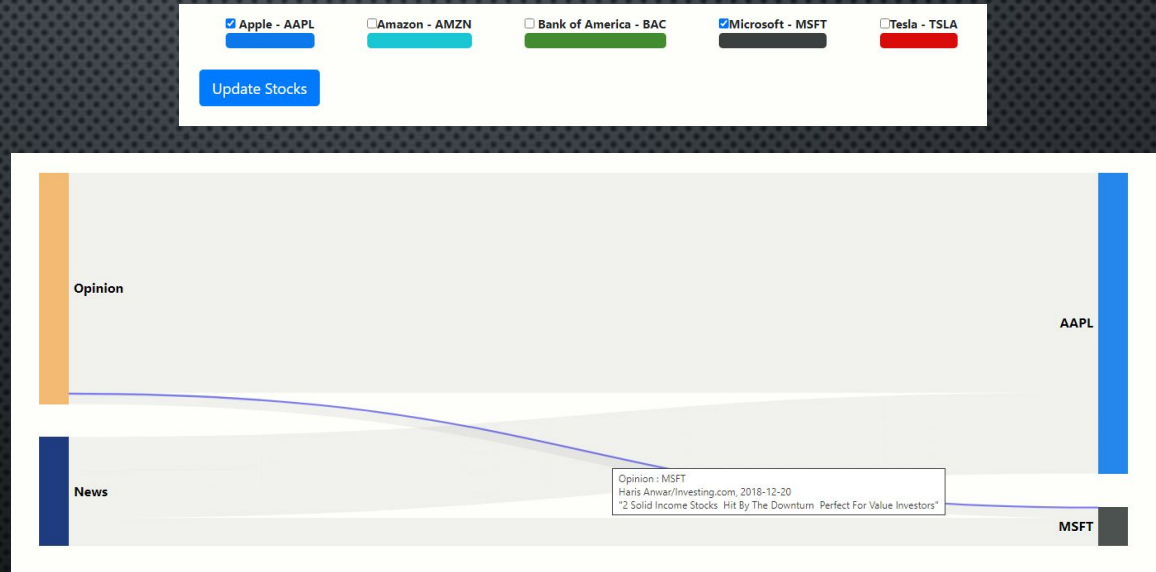 Apple - AAPL
Amazon - AMZN
Bank of America - BAC
Microsoft - MSFT
Tesla - TSLA
Update Stocks
Opinion
AAPL
Opinion : MSFT
Haris Anwar/Investing.com, 2018-12-20
"2 Solid Income Stocks  Hit By The Downturn  Perfect For Value Investors"
News
MSFT